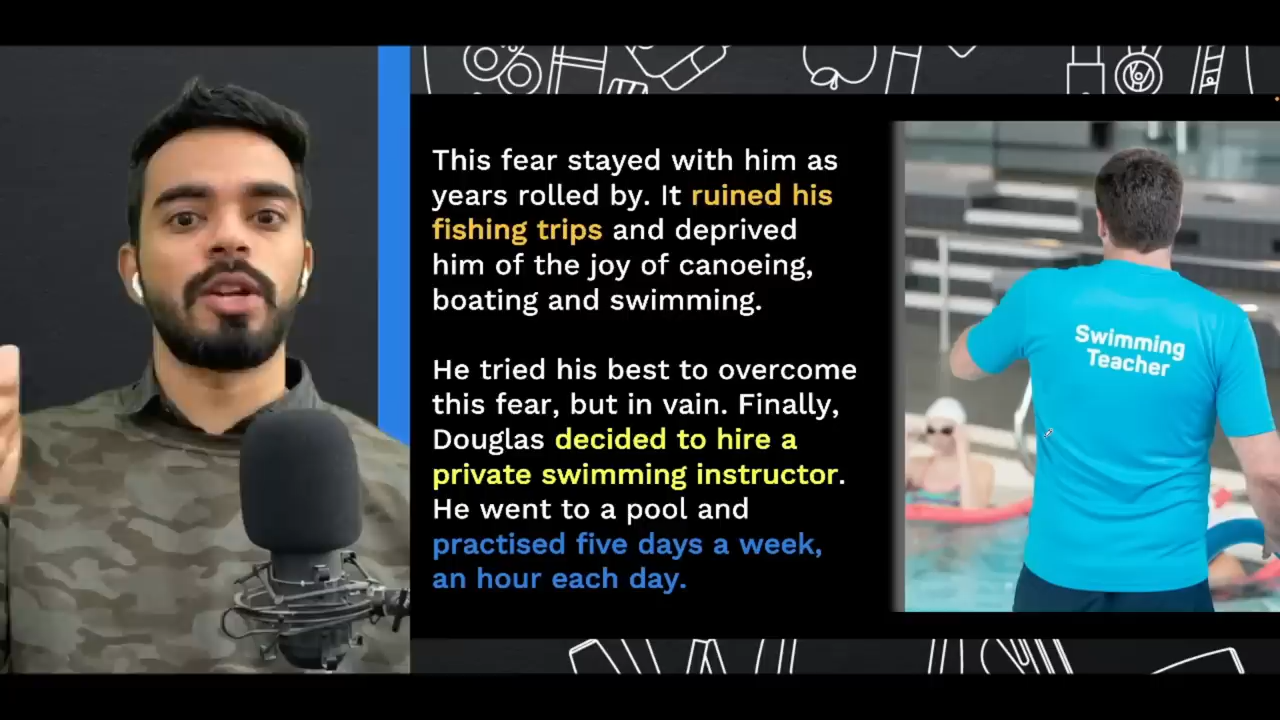 This fear stayed with him as
years rolled by. It ruined his
fishing trips and deprived
him of the joy of canoeing,
boating and swimming.
He tried his best to overcome
this fear, but in vain. Finally,
Douglas decided to hire a
private swimming instructor.
He went to a pool and
practised five days a week,
an hour each day.
Swimming
Teacher